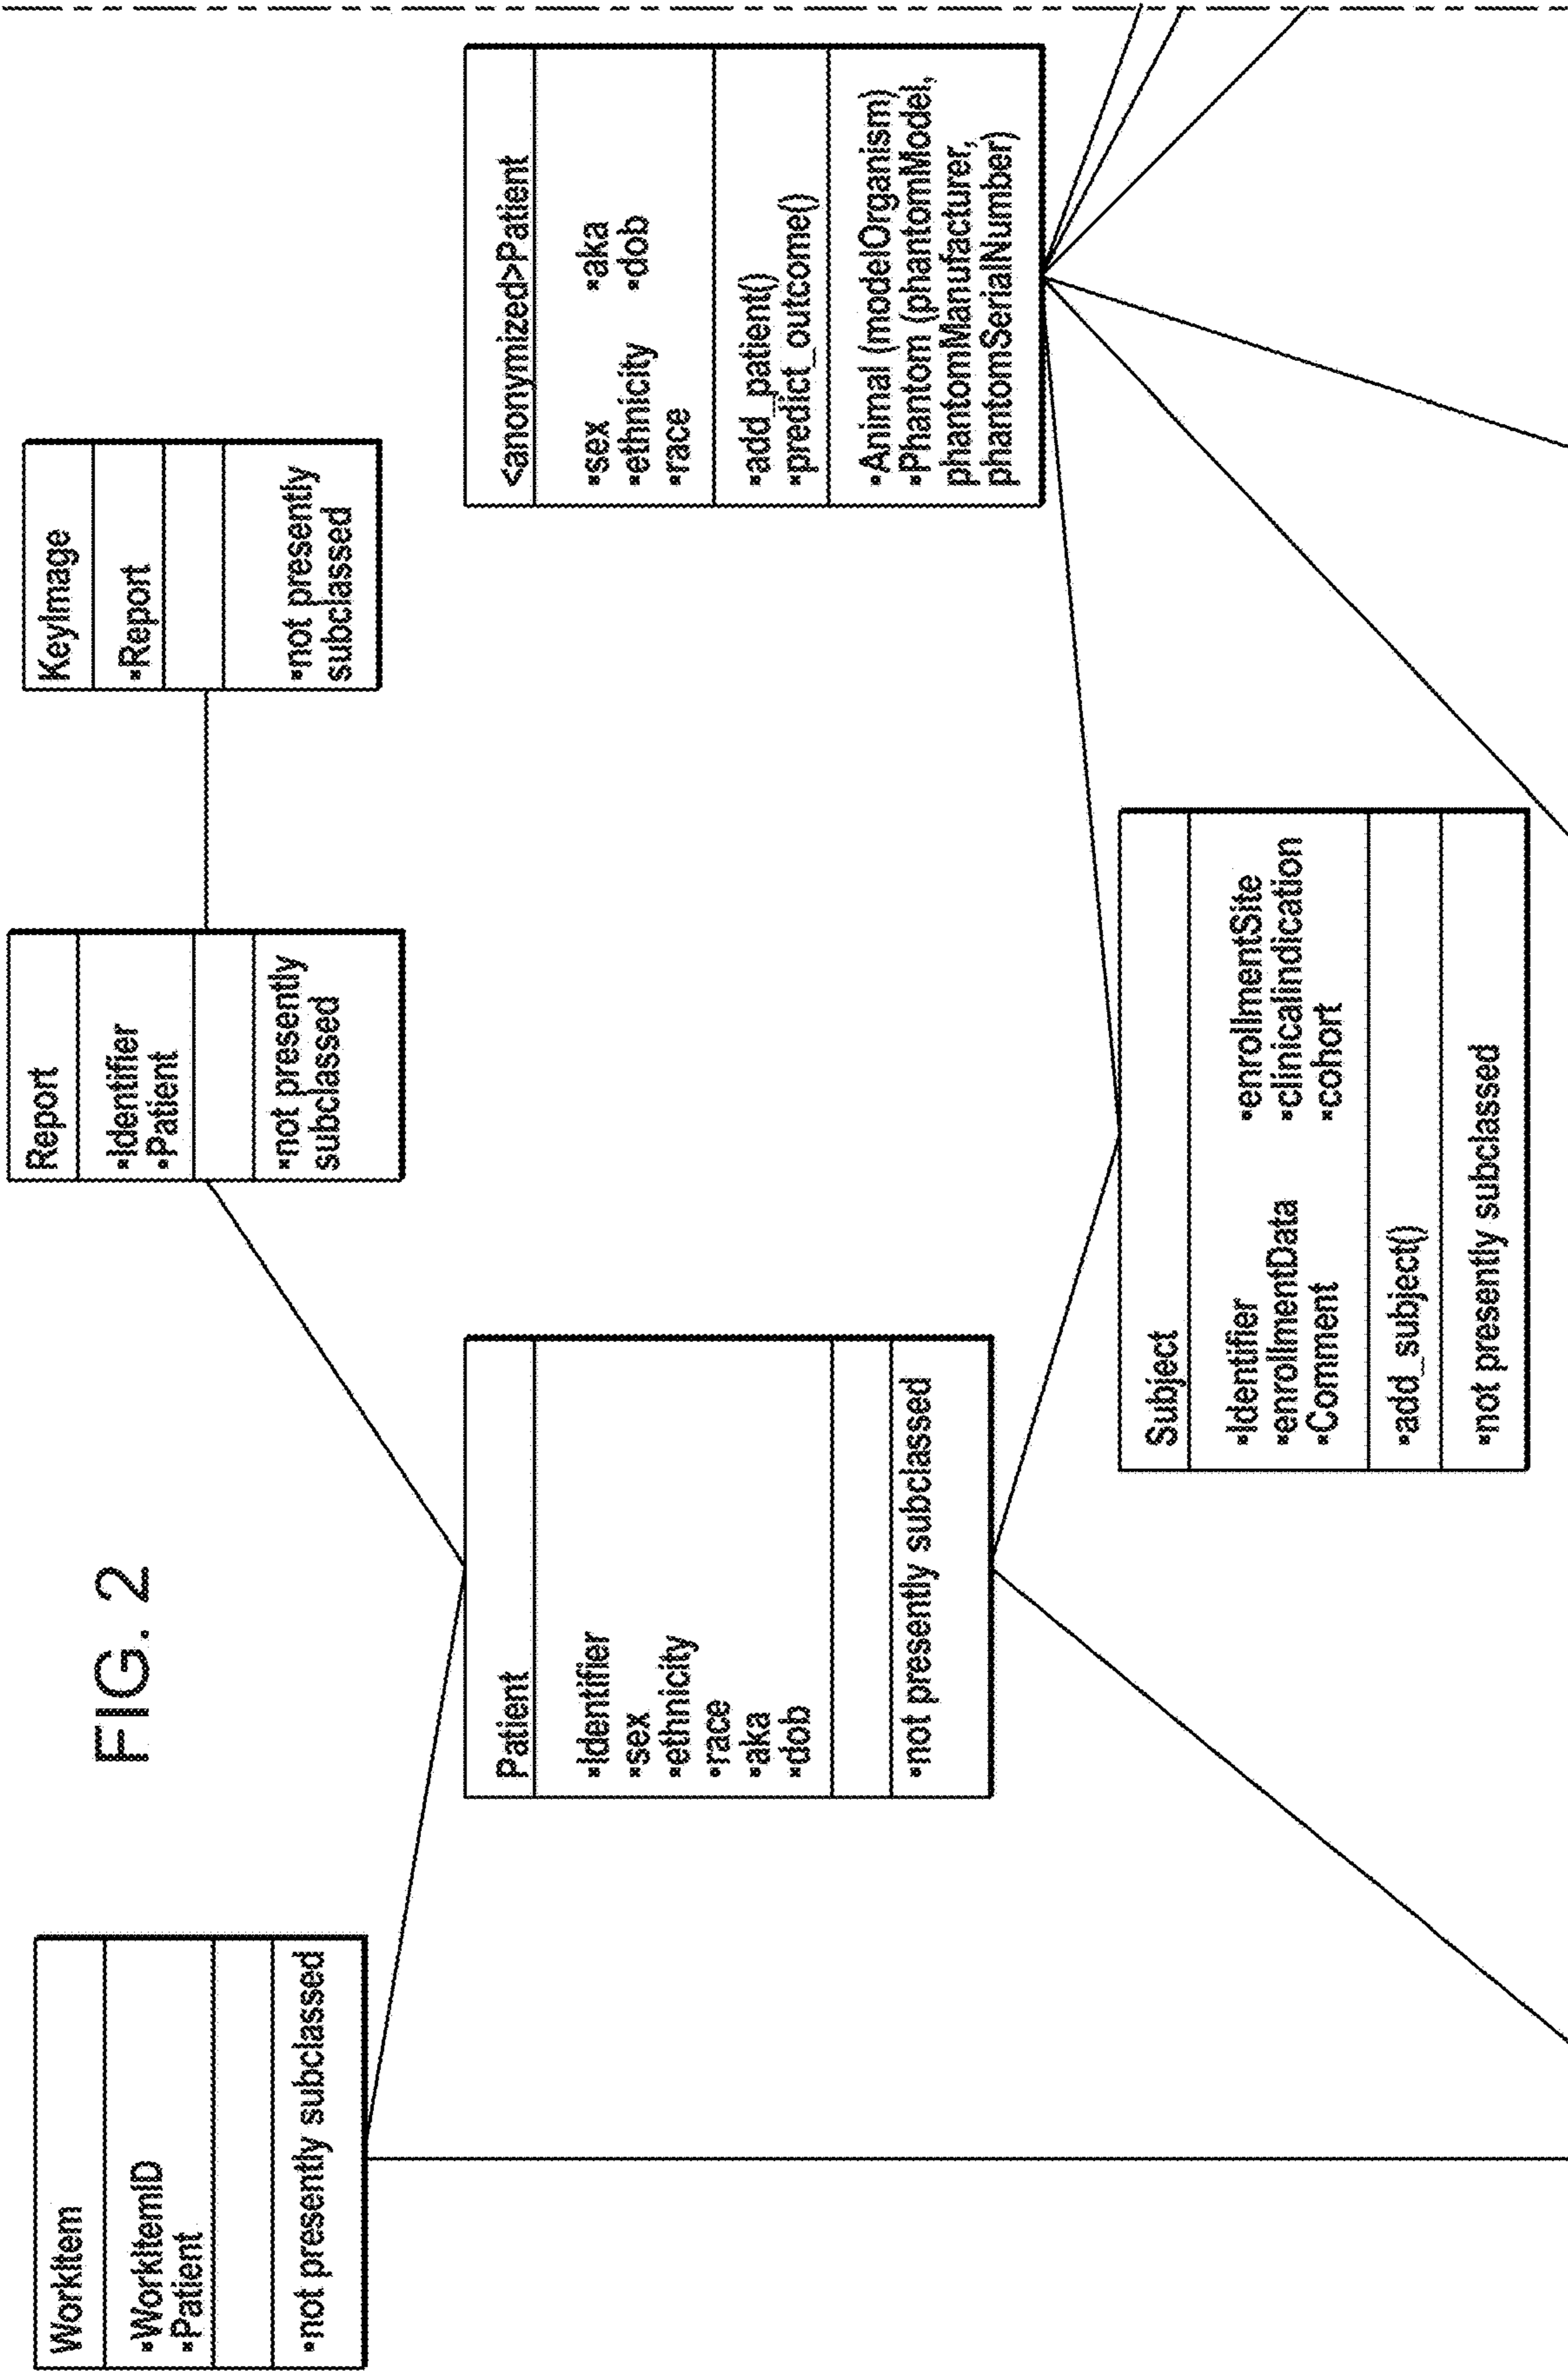 FIG. 2
WorkItem
▪WorkItemID
▪Patient
▪not presently subclassed
Report
▪Identifier
▪Patient
▪not presently
subclassed
KeyImage
▪Report
▪not presently
subclassed
Patient
▪Identifier
▪sex
▪ethnicity
▪race
▪aka
▪dob
▪not presently subclassed
<anonymized>Patient
▪sex ▪aka
▪ethnicity ▪dob
▪race
▪add_patient()
▪predict_outcome()
▪Animal (modelOrganism)
▪Phantom (phantomModel,
phantomManufacturer,
phantomSerialNumber)
Subject
▪Identifier ▪enrollmentSite
▪enrollmentData ▪clinicalIndication
▪Comment ▪cohort
▪add_subject()
▪not presently subclassed